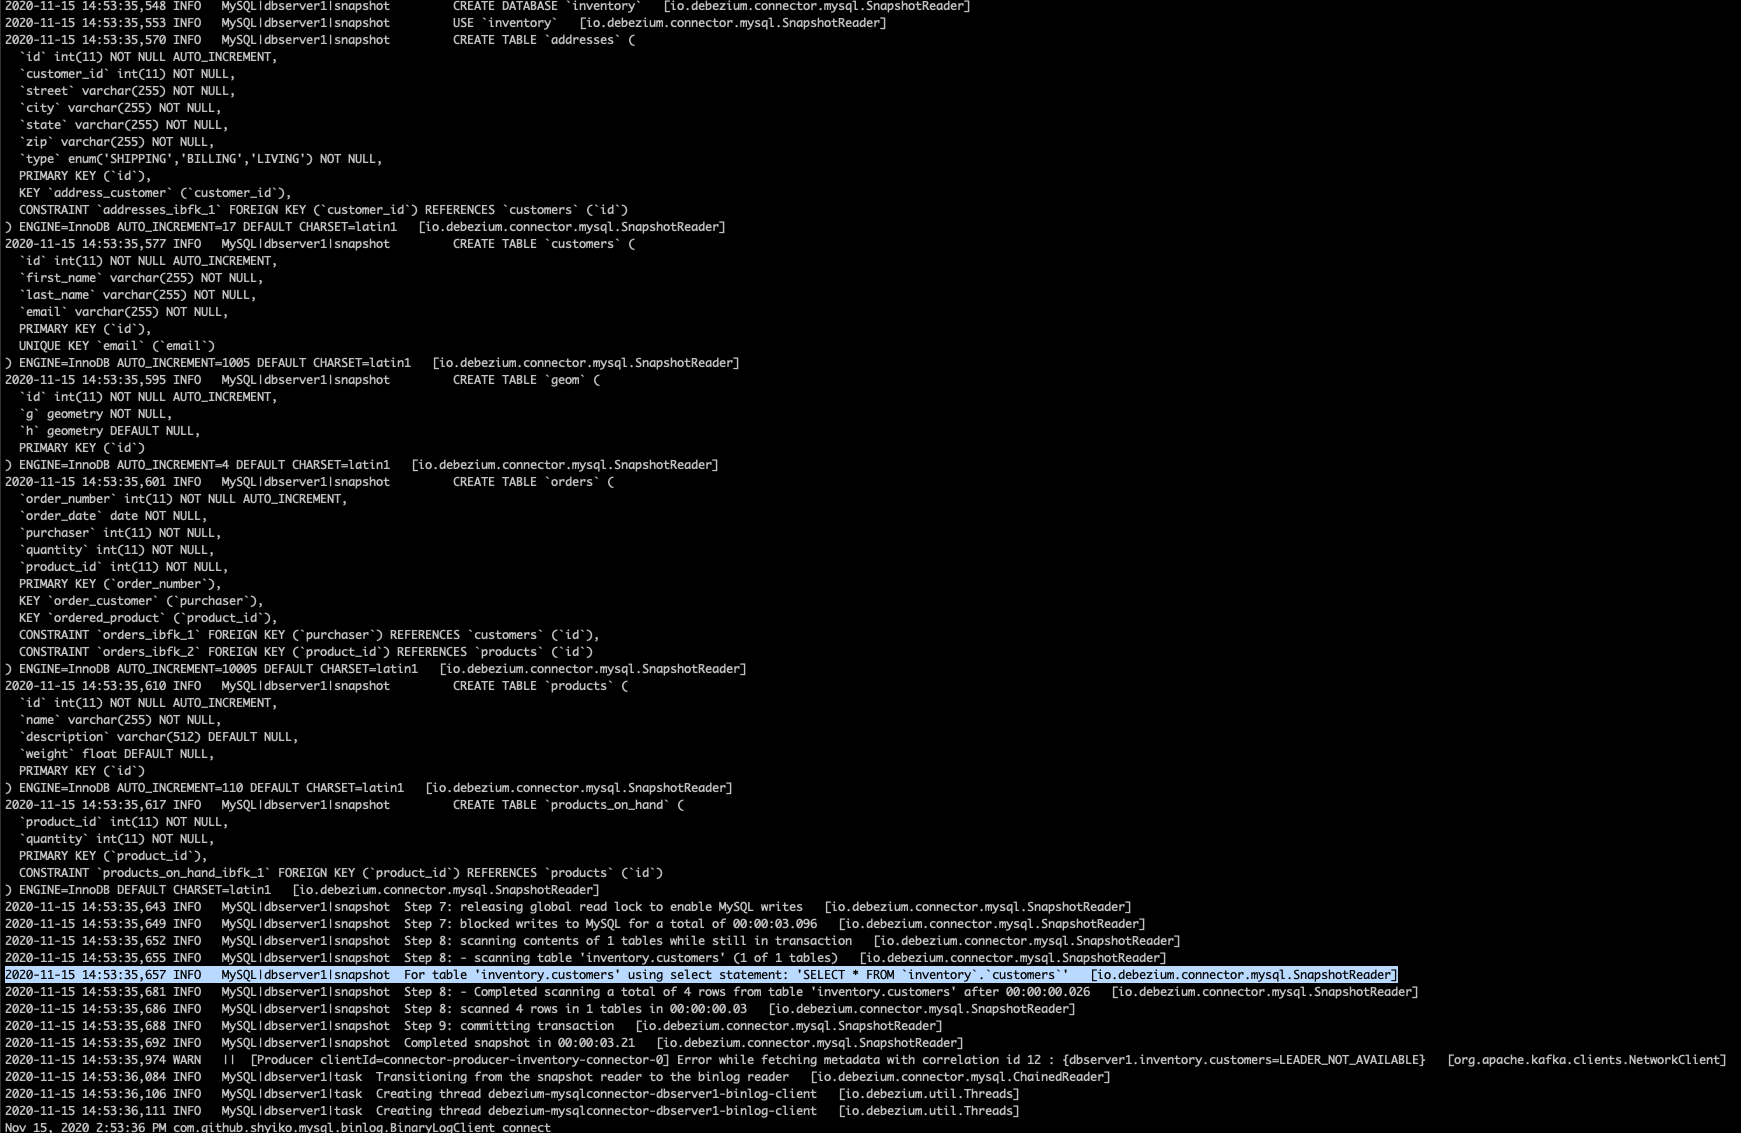 2020-11-15 14:53:35,548 INFO   MySQL|dbserver1|snapshot         CREATE DATABASE `inventory`   [io.debezium.connector.mysql.SnapshotReader]
2020-11-15 14:53:35,553 INFO   MySQL|dbserver1|snapshot         USE `inventory`   [io.debezium.connector.mysql.SnapshotReader]
2020-11-15 14:53:35,570 INFO   MySQL|dbserver1|snapshot         CREATE TABLE `addresses` (
  `id` int(11) NOT NULL AUTO_INCREMENT,
  `customer_id` int(11) NOT NULL,
  `street` varchar(255) NOT NULL,
  `city` varchar(255) NOT NULL,
  `state` varchar(255) NOT NULL,
  `zip` varchar(255) NOT NULL,
  `type` enum('SHIPPING','BILLING','LIVING') NOT NULL,
  PRIMARY KEY (`id`),
  KEY `address_customer` (`customer_id`),
  CONSTRAINT `addresses_ibfk_1` FOREIGN KEY (`customer_id`) REFERENCES `customers` (`id`)
) ENGINE=InnoDB AUTO_INCREMENT=17 DEFAULT CHARSET=latin1   [io.debezium.connector.mysql.SnapshotReader]
2020-11-15 14:53:35,577 INFO   MySQL|dbserver1|snapshot         CREATE TABLE `customers` (
  `id` int(11) NOT NULL AUTO_INCREMENT,
  `first_name` varchar(255) NOT NULL,
  `last_name` varchar(255) NOT NULL,
  `email` varchar(255) NOT NULL,
  PRIMARY KEY (`id`),
  UNIQUE KEY `email` (`email`)
) ENGINE=InnoDB AUTO_INCREMENT=1005 DEFAULT CHARSET=latin1   [io.debezium.connector.mysql.SnapshotReader]
2020-11-15 14:53:35,595 INFO   MySQL|dbserver1|snapshot         CREATE TABLE `geom` (
  `id` int(11) NOT NULL AUTO_INCREMENT,
  `g` geometry NOT NULL,
  `h` geometry DEFAULT NULL,
  PRIMARY KEY (`id`)
) ENGINE=InnoDB AUTO_INCREMENT=4 DEFAULT CHARSET=latin1   [io.debezium.connector.mysql.SnapshotReader]
2020-11-15 14:53:35,601 INFO   MySQL|dbserver1|snapshot         CREATE TABLE `orders` (
  `order_number` int(11) NOT NULL AUTO_INCREMENT,
  `order_date` date NOT NULL,
  `purchaser` int(11) NOT NULL,
  `quantity` int(11) NOT NULL,
  `product_id` int(11) NOT NULL,
  PRIMARY KEY (`order_number`),
  KEY `order_customer` (`purchaser`),
  KEY `ordered_product` (`product_id`),
  CONSTRAINT `orders_ibfk_1` FOREIGN KEY (`purchaser`) REFERENCES `customers` (`id`),
  CONSTRAINT `orders_ibfk_2` FOREIGN KEY (`product_id`) REFERENCES `products` (`id`)
) ENGINE=InnoDB AUTO_INCREMENT=10005 DEFAULT CHARSET=latin1   [io.debezium.connector.mysql.SnapshotReader]
2020-11-15 14:53:35,610 INFO   MySQL|dbserver1|snapshot         CREATE TABLE `products` (
  `id` int(11) NOT NULL AUTO_INCREMENT,
  `name` varchar(255) NOT NULL,
  `description` varchar(512) DEFAULT NULL,
  `weight` float DEFAULT NULL,
  PRIMARY KEY (`id`)
) ENGINE=InnoDB AUTO_INCREMENT=110 DEFAULT CHARSET=latin1   [io.debezium.connector.mysql.SnapshotReader]
2020-11-15 14:53:35,617 INFO   MySQL|dbserver1|snapshot         CREATE TABLE `products_on_hand` (
  `product_id` int(11) NOT NULL,
  `quantity` int(11) NOT NULL,
  PRIMARY KEY (`product_id`),
  CONSTRAINT `products_on_hand_ibfk_1` FOREIGN KEY (`product_id`) REFERENCES `products` (`id`)
) ENGINE=InnoDB DEFAULT CHARSET=latin1   [io.debezium.connector.mysql.SnapshotReader]
2020-11-15 14:53:35,643 INFO   MySQL|dbserver1|snapshot  Step 7: releasing global read lock to enable MySQL writes   [io.debezium.connector.mysql.SnapshotReader]
2020-11-15 14:53:35,649 INFO   MySQL|dbserver1|snapshot  Step 7: blocked writes to MySQL for a total of 00:00:03.096   [io.debezium.connector.mysql.SnapshotReader]
2020-11-15 14:53:35,652 INFO   MySQL|dbserver1|snapshot  Step 8: scanning contents of 1 tables while still in transaction   [io.debezium.connector.mysql.SnapshotReader]
2020-11-15 14:53:35,655 INFO   MySQL|dbserver1|snapshot  Step 8: - scanning table 'inventory.customers' (1 of 1 tables)   [io.debezium.connector.mysql.SnapshotReader]
2020-11-15 14:53:35,657 INFO   MySQL|dbserver1|snapshot  For table 'inventory.customers' using select statement: 'SELECT * FROM `inventory`.`customers`'   [io.debezium.connector.mysql.SnapshotReader]
2020-11-15 14:53:35,681 INFO   MySQL|dbserver1|snapshot  Step 8: - Completed scanning a total of 4 rows from table 'inventory.customers' after 00:00:00.026   [io.debezium.connector.mysql.SnapshotReader]
2020-11-15 14:53:35,686 INFO   MySQL|dbserver1|snapshot  Step 8: scanned 4 rows in 1 tables in 00:00:00.03   [io.debezium.connector.mysql.SnapshotReader]
2020-11-15 14:53:35,688 INFO   MySQL|dbserver1|snapshot  Step 9: committing transaction   [io.debezium.connector.mysql.SnapshotReader]
2020-11-15 14:53:35,692 INFO   MySQL|dbserver1|snapshot  Completed snapshot in 00:00:03.21   [io.debezium.connector.mysql.SnapshotReader]
2020-11-15 14:53:35,974 WARN   ||  [Producer clientId=connector-producer-inventory-connector-0] Error while fetching metadata with correlation id 12 : {dbserver1.inventory.customers=LEADER_NOT_AVAILABLE}   [org.apache.kafka.clients.NetworkClient]
2020-11-15 14:53:36,084 INFO   MySQL|dbserver1|task  Transitioning from the snapshot reader to the binlog reader   [io.debezium.connector.mysql.ChainedReader]
2020-11-15 14:53:36,106 INFO   MySQL|dbserver1|task  Creating thread debezium-mysqlconnector-dbserver1-binlog-client   [io.debezium.util.Threads]
2020-11-15 14:53:36,111 INFO   MySQL|dbserver1|task  Creating thread debezium-mysqlconnector-dbserver1-binlog-client   [io.debezium.util.Threads]
Nov 15, 2020 2:53:36 PM com.github.shyiko.mysql.binlog.BinaryLogClient connect